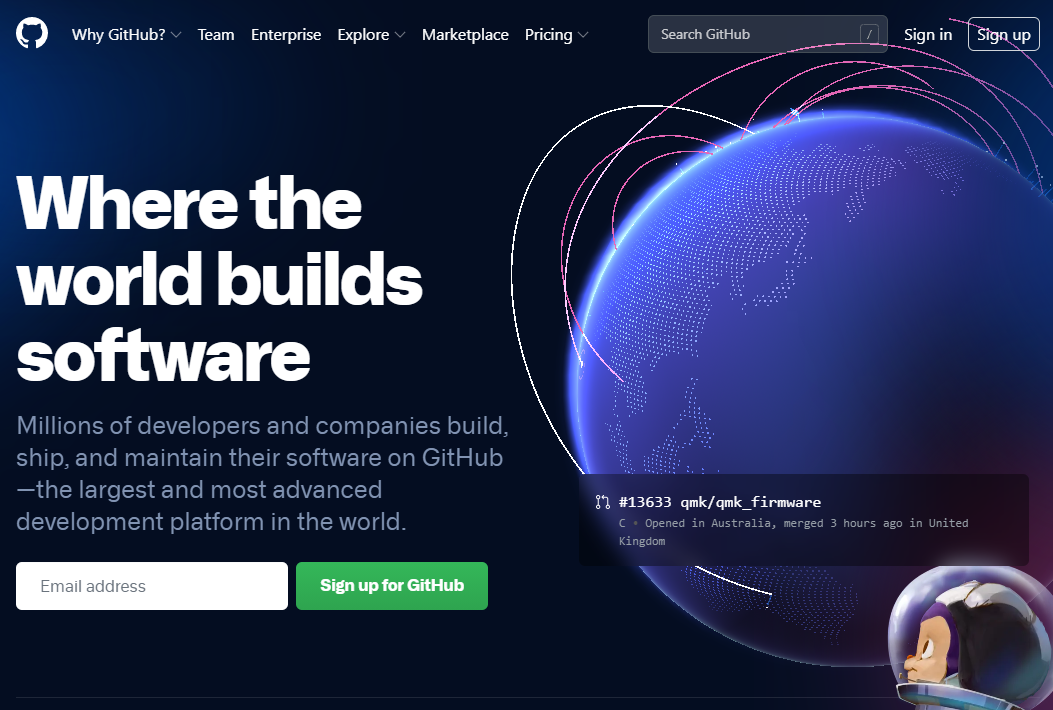 Why GitHub? Team Enterprise Explore Marketplace Pricing Search GitHub / Sign in Sign up
Where the
world builds
software
Millions of developers and companies build,
ship, and maintain their software on GitHub
—the largest and most advanced
development platform in the world.
#13633 qmk/qmk_firmware
C • Opened in Australia, merged 3 hours ago in United
Kingdom
Email address Sign up for GitHub